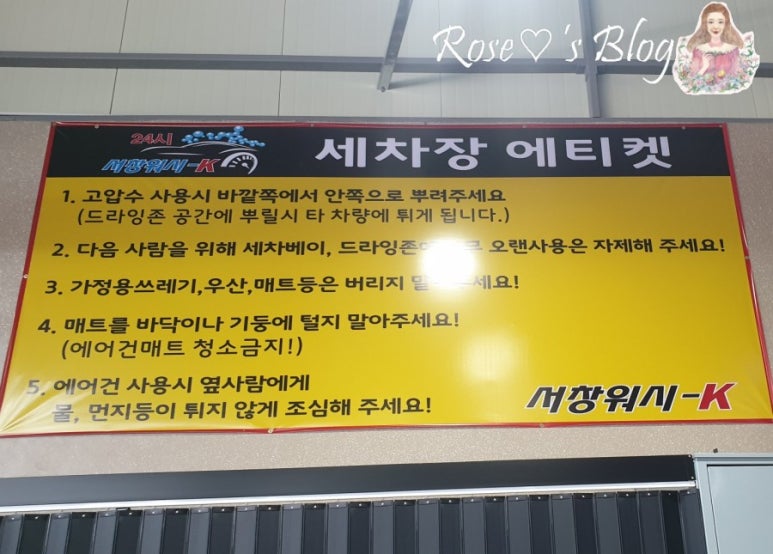 Rose♡'s Blog
24시
서창워시-K
세차장 에티켓
1. 고압수 사용시 바깥쪽에서 안쪽으로 뿌려주세요
(드라잉존 공간에 뿌릴시 타 차량에 튀게 됩니다.)
2. 다음 사람을 위해 세차베이, 드라잉존 오랜사용은 자제해 주세요!
3. 가정용쓰레기,우산,매트등은 버리지 주세요!
4. 매트를 바닥이나 기둥에 털지 말아주세요!
(에어건매트 청소금지!)
5. 에어건 사용시 옆사람에게
물, 먼지등이 튀지 않게 조심해 주세요!
서창워시-K